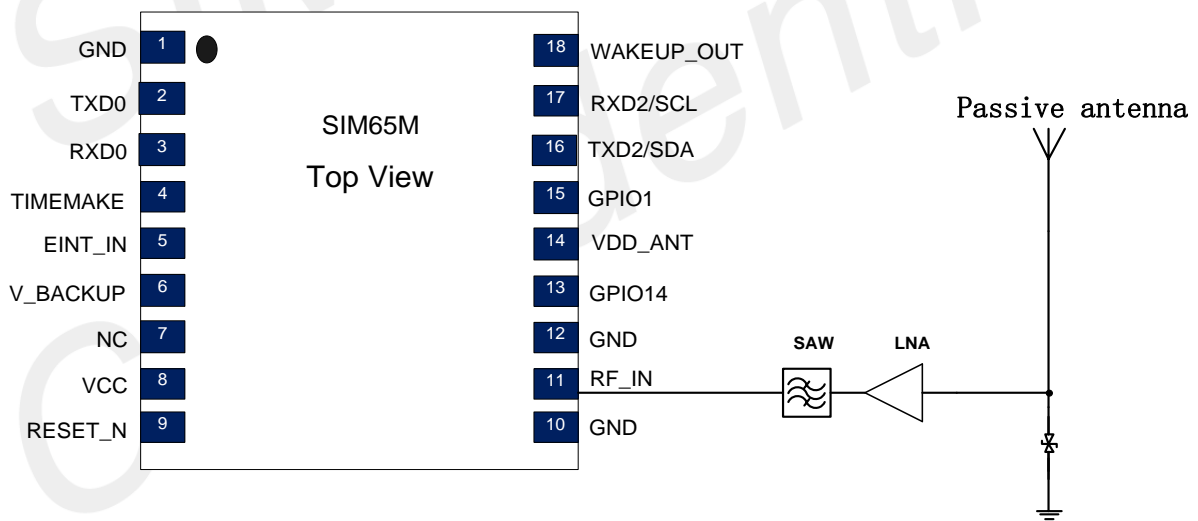 GND 1
TXD0 2
RXD0 3
TIMEMAKE 4
EINT_IN 5
V_BACKUP 6
NC 7
VCC 8
RESET_N 9
SIM65M
Top View
18 WAKEUP_OUT
17 RXD2/SCL
16 TXD2/SDA
15 GPIO1
14 VDD_ANT
13 GPIO14
12 GND
11 RF_IN
10 GND
SAW
LNA
Passive antenna